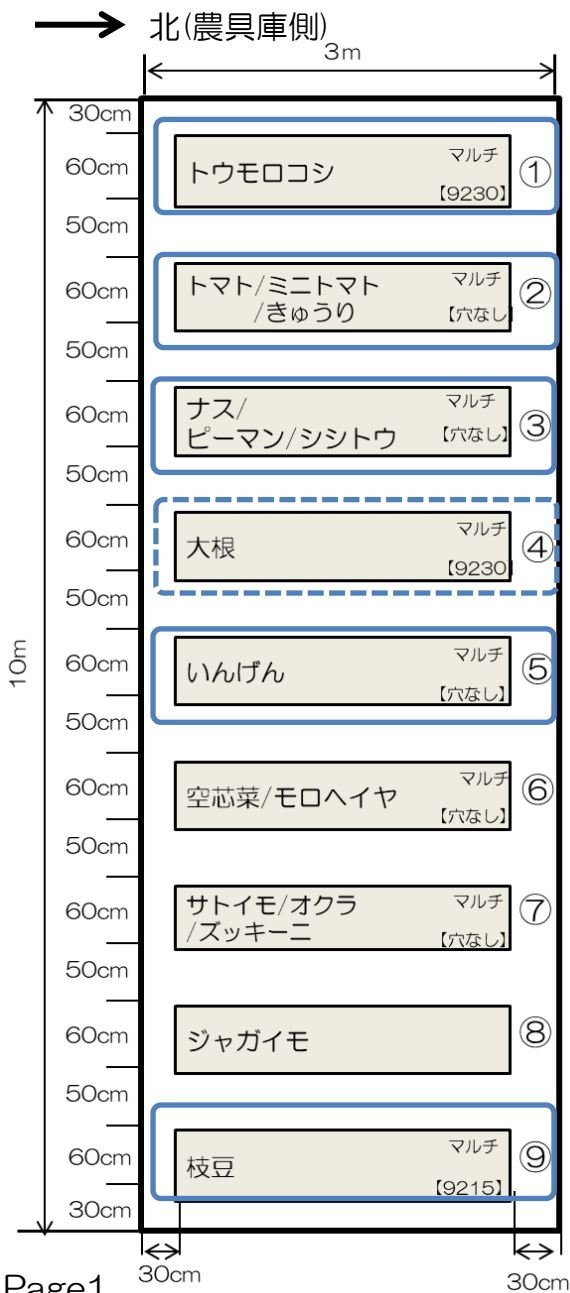 北(農具庫側)
3m
30cm
60cm
トウモロコシ
マルチ
【9230】
①
50cm
60cm
トマト/ミニトマト
/きゅうり
マルチ
【穴なし】
②
50cm
60cm
ナス/
ピーマン/シシトウ
マルチ
【穴なし】
③
50cm
60cm
大根
マルチ
【9230】
④
50cm
10m
60cm
いんげん
マルチ
【穴なし】
⑤
50cm
60cm
空芯菜/モロヘイヤ
マルチ
【穴なし】
⑥
50cm
60cm
サトイモ/オクラ
/ズッキーニ
マルチ
【穴なし】
⑦
50cm
60cm
ジャガイモ
⑧
50cm
60cm
枝豆
マルチ
【9215】
⑨
30cm
30cm
30cm
Page1